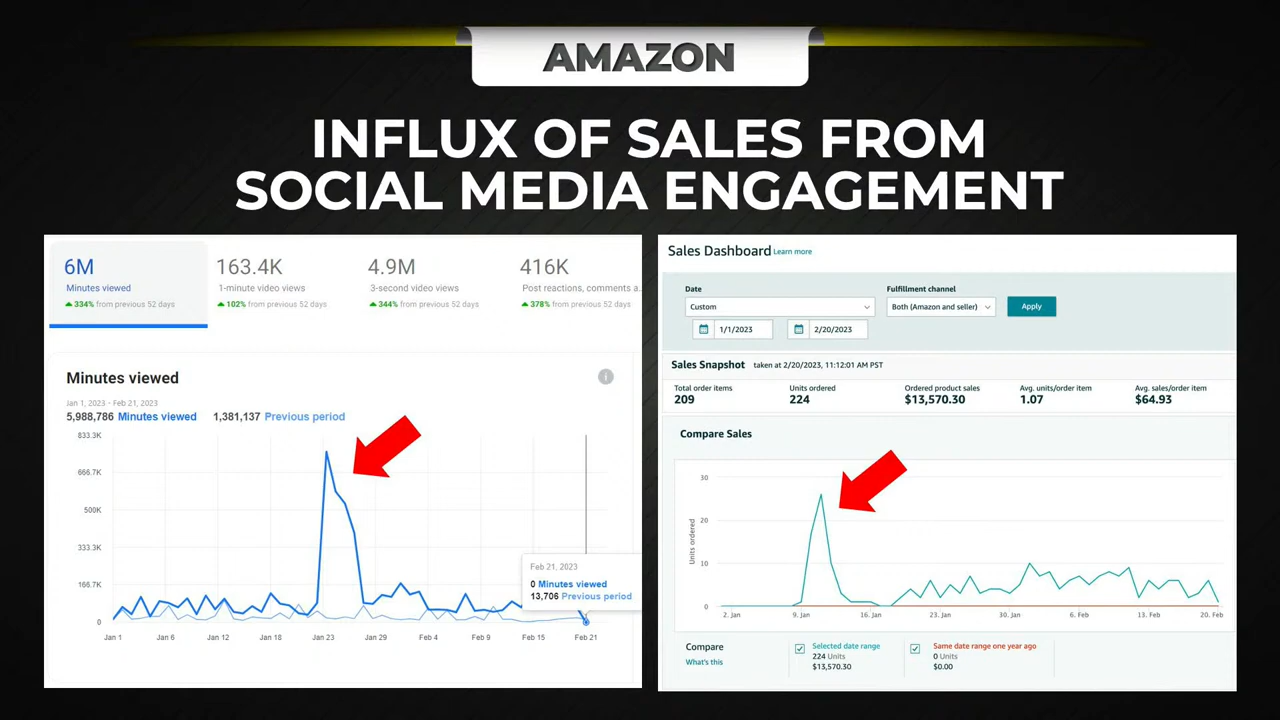 AMAZON
INFLUX OF SALES FROM
SOCIAL MEDIA ENGAGEMENT
6M
Minutes viewed
334% from previous 52 days
163.4K
1-minute video views
102% from previous 52 days
4.9M
3-second video views
344% from previous 52 days
416K
Post reactions, comments a...
378% from previous 52 days
Minutes viewed
i
Jan 1, 2023 - Feb 21, 2023
5,988,786 Minutes viewed 1,381,137 Previous period
833.3K
666.7K
500K
333.3K
166.7K
0
Jan 1 Jan 6 Jan 12 Jan 18 Jan 23 Jan 29 Feb 4 Feb 9 Feb 15 Feb 21
Feb 21, 2023
0 Minutes viewed
13,706 Previous period
Sales Dashboard Learn more
Date
Custom
1/1/2023 2/20/2023
Fulfillment channel
Both (Amazon and seller)
Apply
Sales Snapshot taken at 2/20/2023, 11:12:01 AM PST
Total order items
209
Units ordered
224
Ordered product sales
$13,570.30
Avg. units/order item
1.07
Avg. sales/order item
$64.93
Compare Sales
Units ordered
30
20
10
0
2. Jan 9. Jan 16. Jan 23. Jan 30. Jan 6. Feb 13. Feb 20. Feb
Compare
What's this
Selected date range
224 Units
$13,570.30
Same date range one year ago
0 Units
$0.00